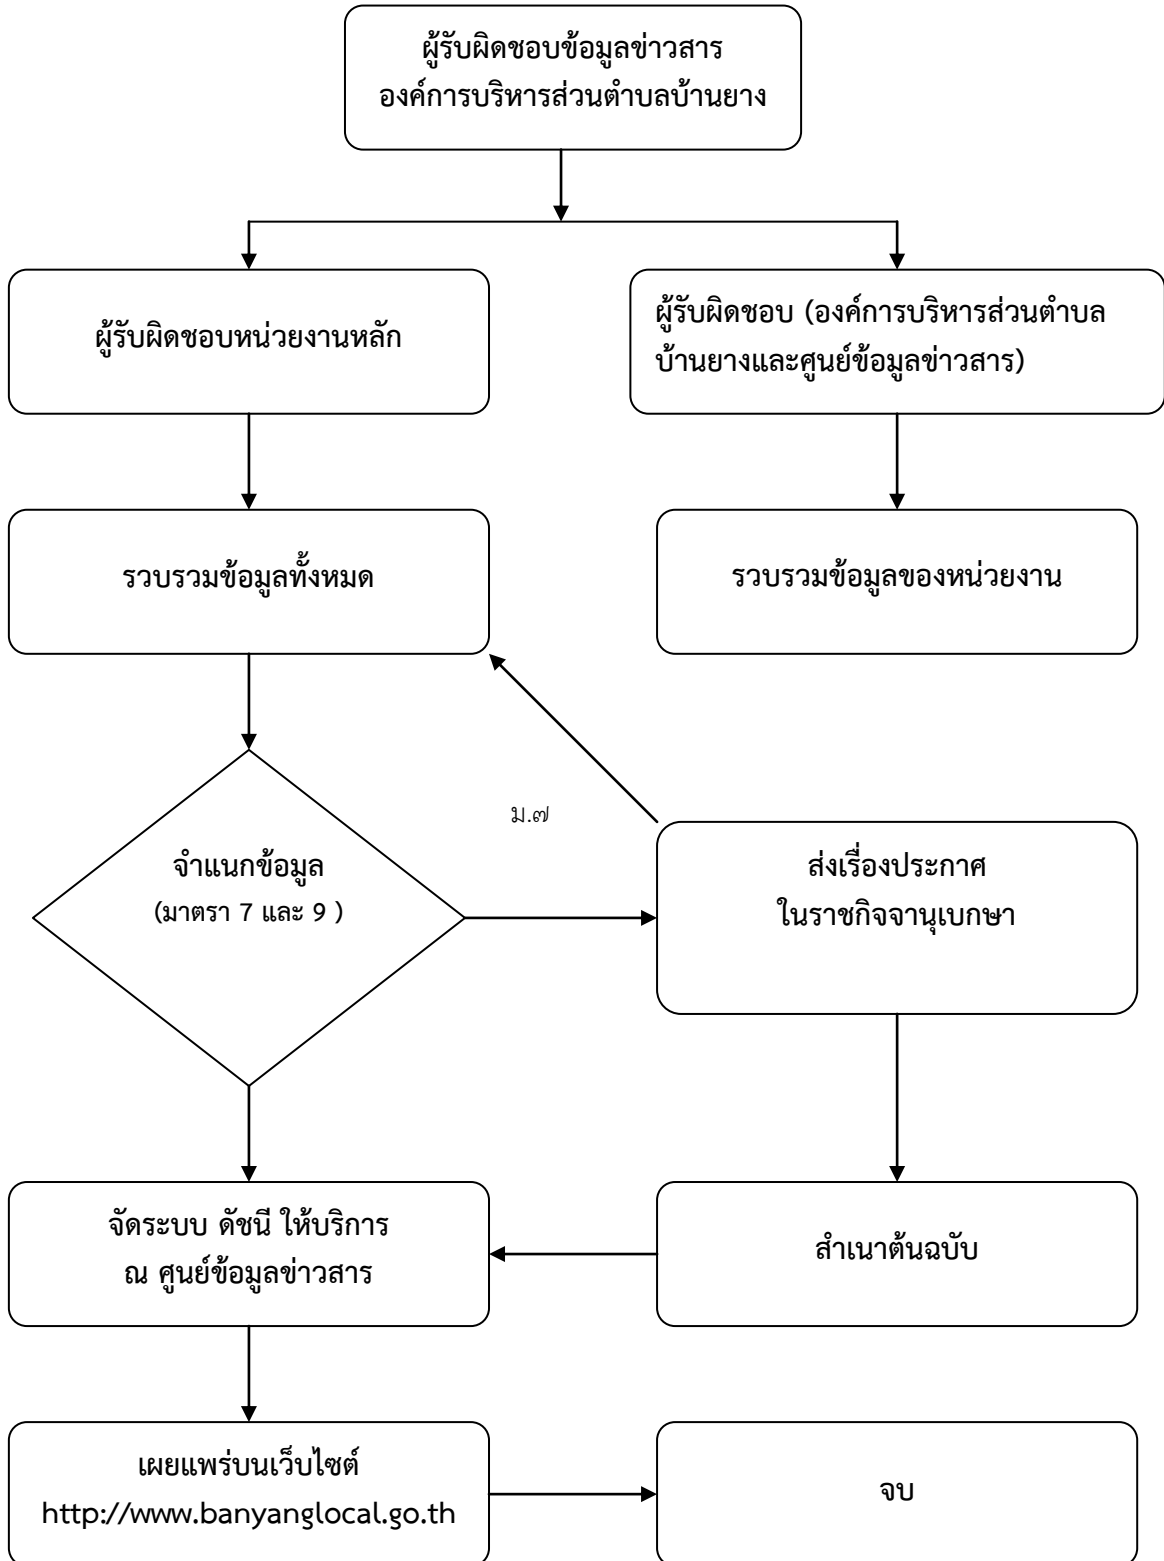 ผู้รับผิดชอบข้อมูลข่าวสาร
องค์การบริหารส่วนตำบลบ้านยาง
ผู้รับผิดชอบหน่วยงานหลัก
ผู้รับผิดชอบ (องค์การบริหารส่วนตำบล
บ้านยางและศูนย์ข้อมูลข่าวสาร)
รวบรวมข้อมูลทั้งหมด
รวบรวมข้อมูลของหน่วยงาน
ม.๗
จำแนกข้อมูล
(มาตรา 7 และ 9 )
ส่งเรื่องประกาศ
ในราชกิจจานุเบกษา
จัดระบบ ดัชนี ให้บริการ
ณ ศูนย์ข้อมูลข่าวสาร
สำเนาต้นฉบับ
เผยแพร่บนเว็บไซต์
http://www.banyanglocal.go.th
จบ